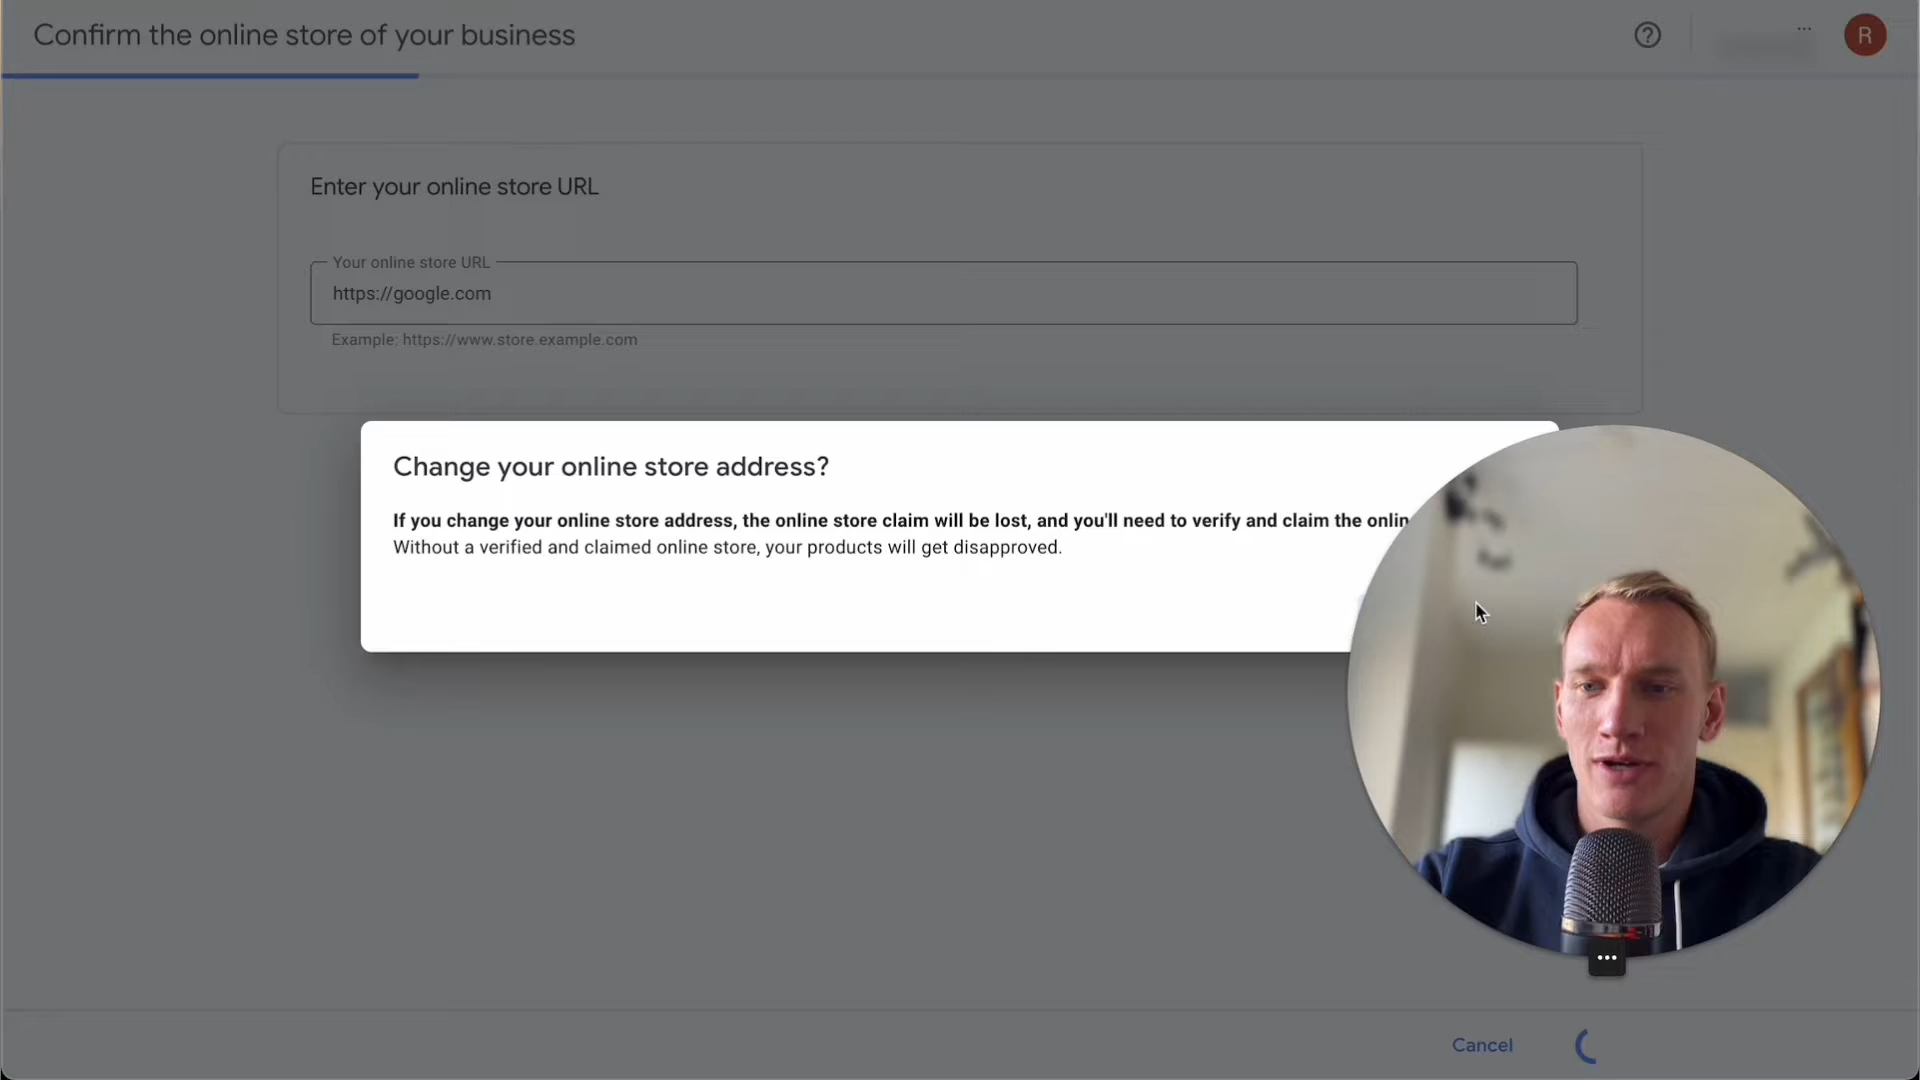 Confirm the online store of your business
R
Enter your online store URL
Your online store URL
https://google.com
Example: https://www.store.example.com
Change your online store address?
If you change your online store address, the online store claim will be lost, and you'll need to verify and claim the onlin
Without a verified and claimed online store, your products will get disapproved.
Cancel